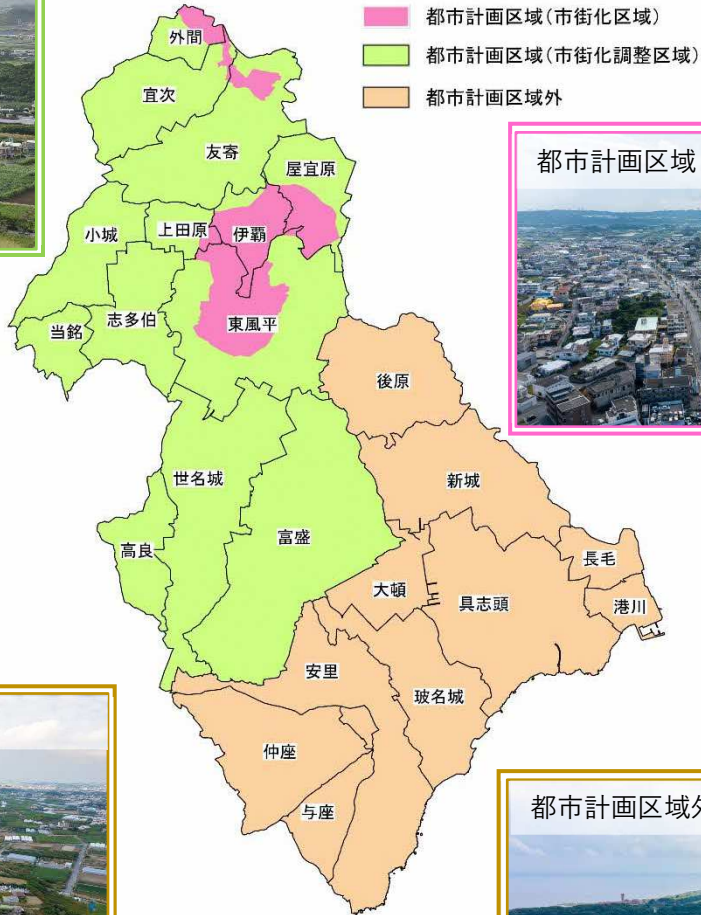 都市計画区域(市街化区域)
都市計画区域(市街化調整区域)
都市計画区域外
外間
宜次
友寄
屋宜原
小城
上田原
伊覇
当銘
志多伯
東風平
都市計画区域
後原
世名城
新城
高良
富盛
長毛
大頓
具志頭
港川
安里
玻名城
仲座
与座
都市計画区域外